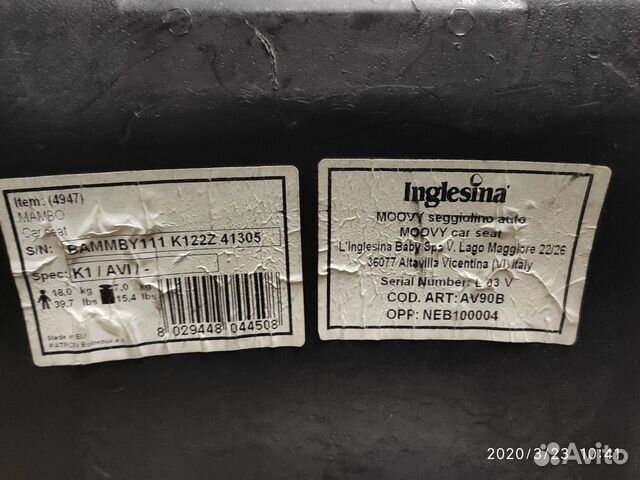 Item: (4947)
MAMBO
Car seat
S/N: BAMMBY111 K122Z 41305
Spec: K1 / AVI / -
18,0 kg 7,0 kg
39.7 lbs 15,4 lbs
8 029448 044508
Made in EU
PATRON Bohemia a.s.
Inglesina
MOOVY seggiolino auto
MOOVY car seat
L'Inglesina Baby Spa V. Lago Maggiore 22/26
36077 Altavilla Vicentina (VI) Italy
Serial Number: L 03 V
COD. ART: AV90B
OPP: NEB100004
2020/3/23 10:41
Avito